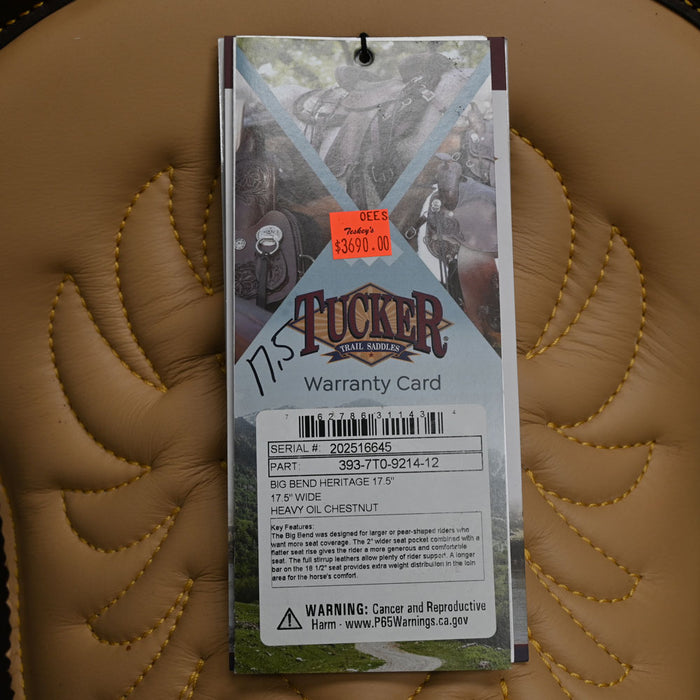 OEES
Teskey's
$3690.00
TUCKER
TRAIL SADDLES
17.5
Warranty Card
7 62786 31143 4
SERIAL #: 202516645
PART: 393-7T0-9214-12
BIG BEND HERITAGE 17.5"
17.5" WIDE
HEAVY OIL CHESTNUT
Key Features:
The Big Bend was designed for larger or pear-shaped riders who
want more seat coverage. The 2" wider seat pocket combined with a
flatter seat rise gives the rider a more generous and comfortable
seat. The full stirrup leathers allow plenty of rider support. A longer
bar on the 18 1/2" seat provides extra weight distribution in the loin
area for the horse's comfort.
WARNING: Cancer and Reproductive
Harm - www.P65Warnings.ca.gov